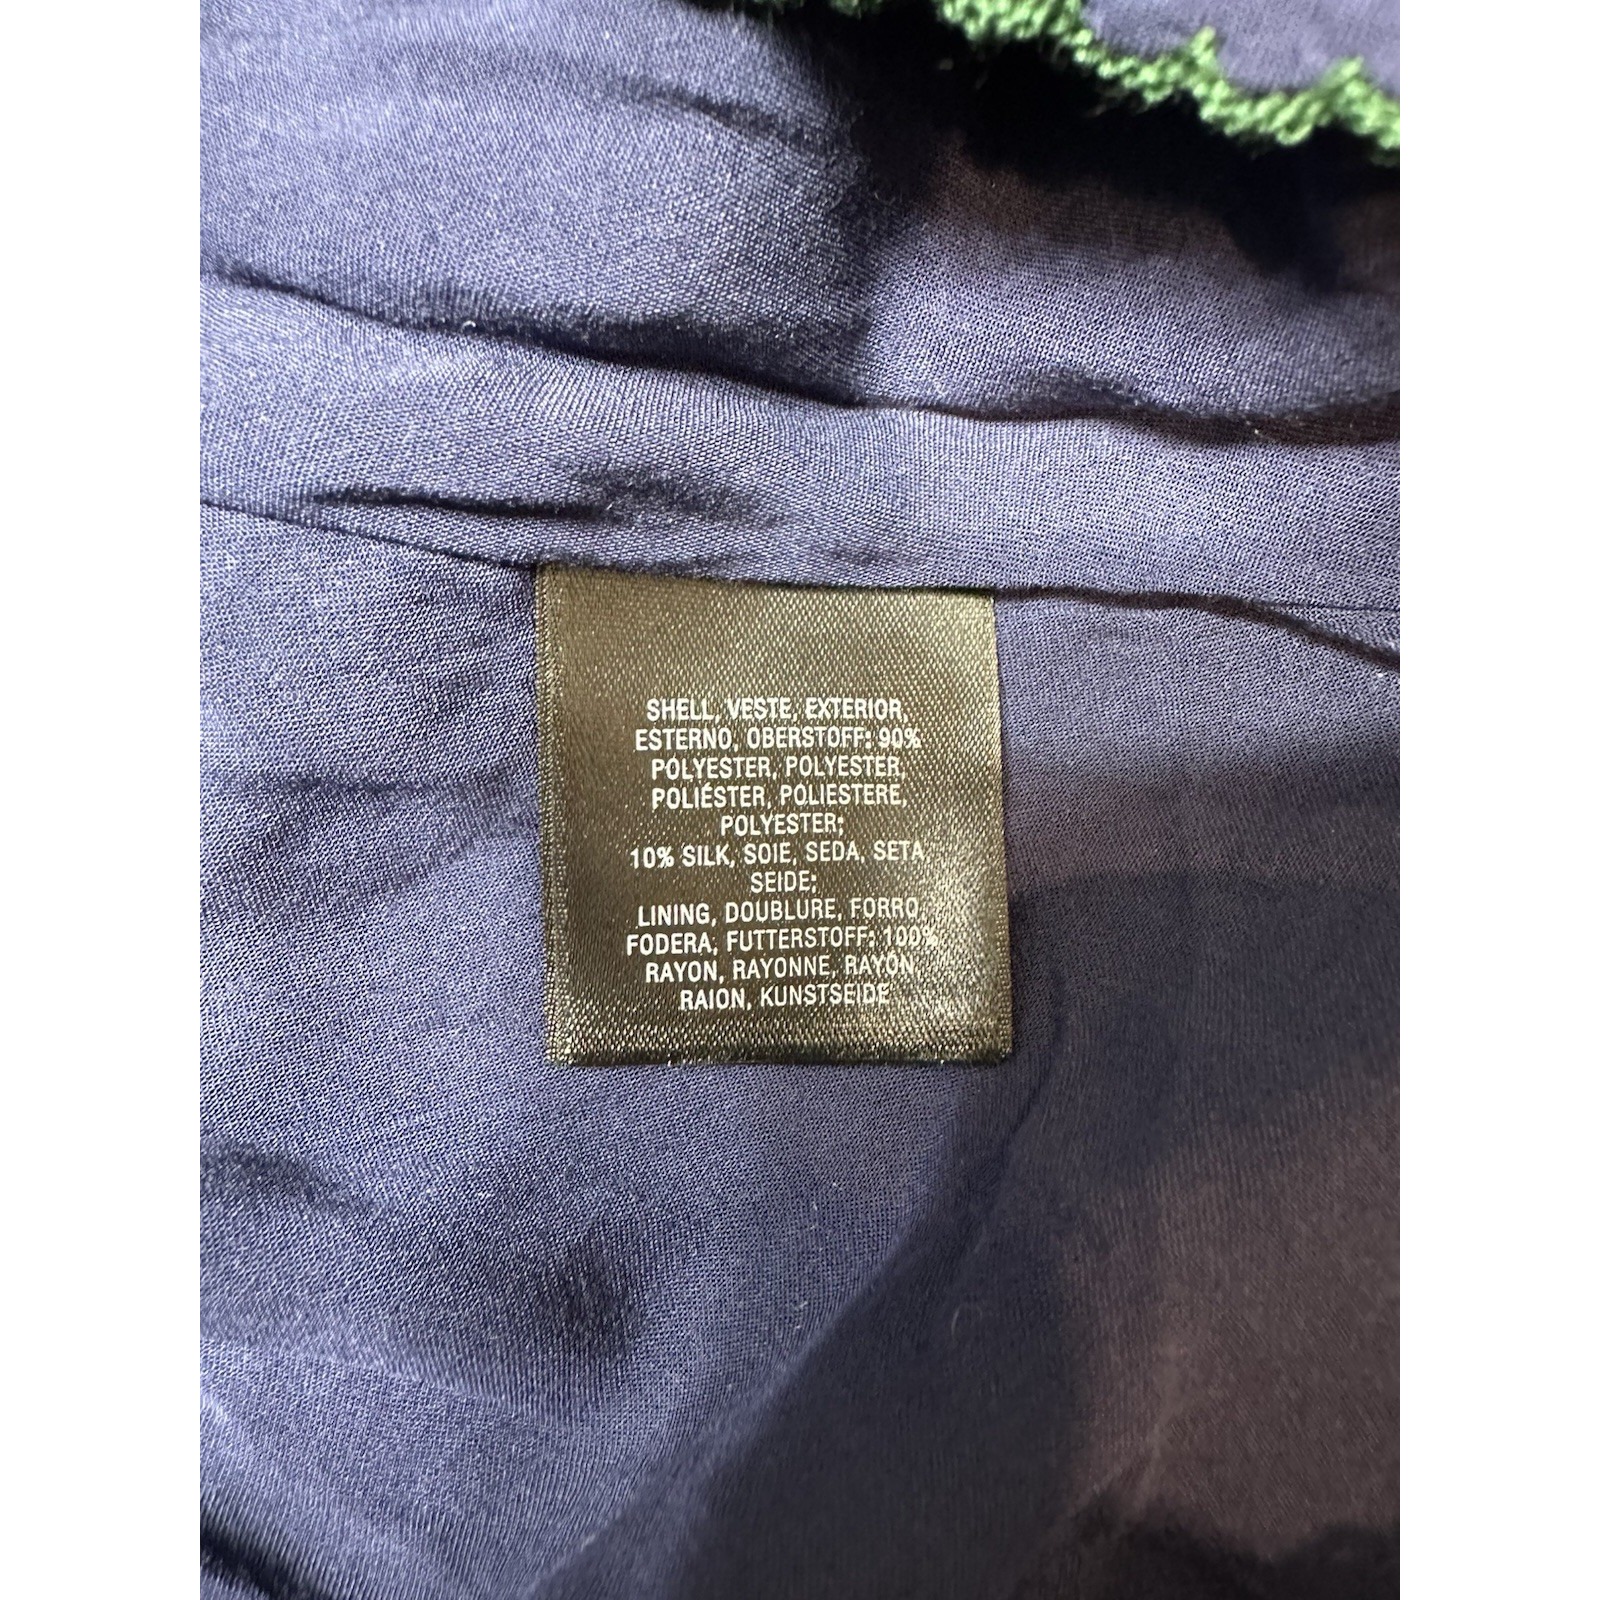 SHELL, VESTE, EXTERIOR,
ESTERNO, OBERSTOFF: 90%
POLYESTER, POLYESTER,
POLIÉSTER, POLIESTERE,
POLYESTER;
10% SILK, SOIE, SEDA, SETA
SEIDE;
LINING, DOUBLURE, FORRO,
FODERA, FUTTERSTOFF: 100%
RAYON, RAYONNE, RAYON,
RAION, KUNSTSEIDE